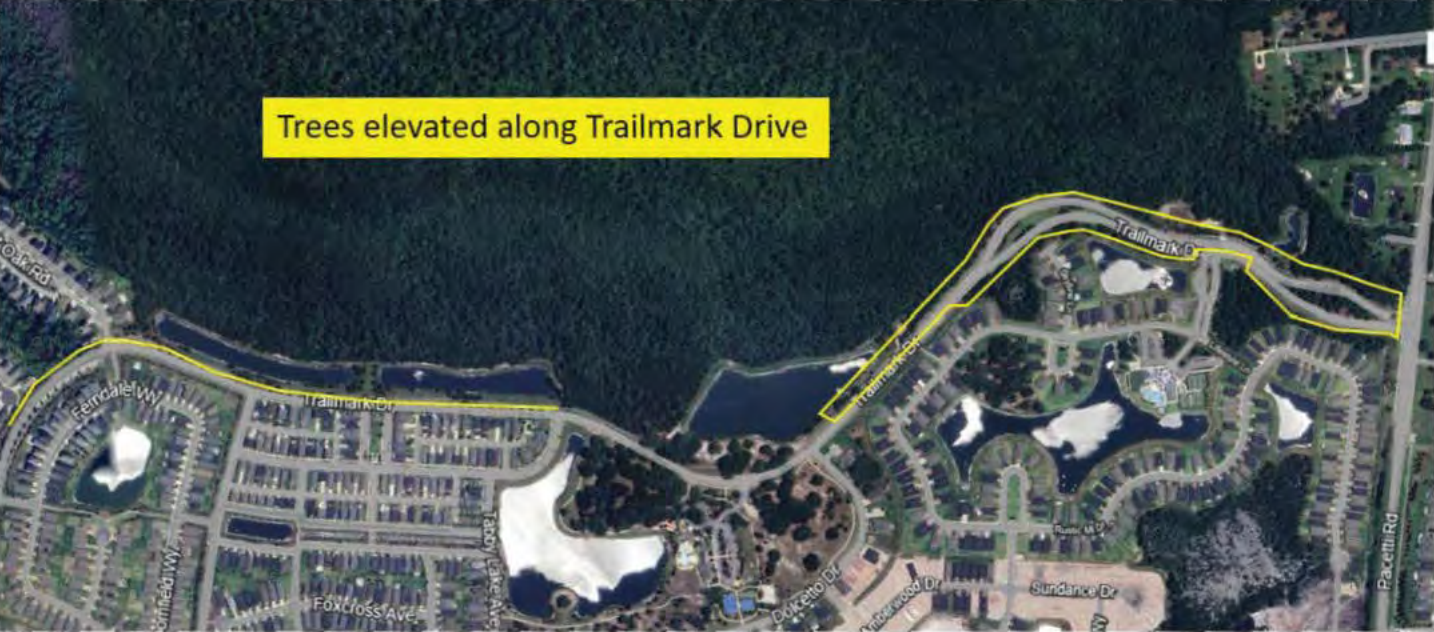 Trees elevated along Trailmark Drive
Oak Rd
Trailmark D
Ferndale WY
Trailmark Dr
Trailmark Dr
Pacetti Rd
Tabby Lake Ave
Dolcetto Dr
Amberwood Dr
Sundance Dr
Foxcross Ave